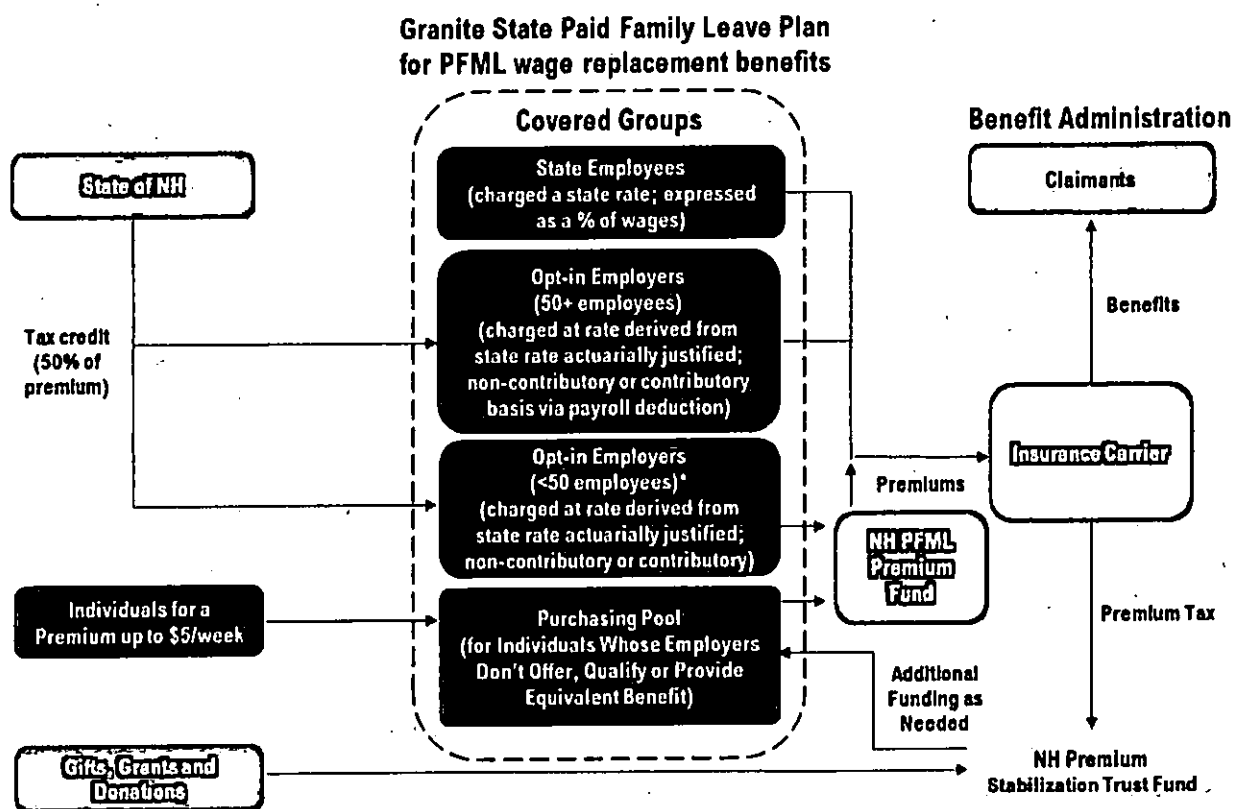 Granite State Paid Family Leave Plan
for PFML wage replacement benefits
Covered Groups
Benefit Administration
State of NH
State Employees
(charged a state rate; expressed
as a % of wages)
Claimants
Opt-in Employers
(50+ employees)
(charged at rate derived from
state rate actuarially justified;
non-contributory or contributory
basis via payroll deduction)
Tax credit
(50% of
premium)
Benefits
Opt-in Employers
(<50 employees)*
(charged at rate derived from
state rate actuarially justified;
non-contributory or contributory)
Insurance Carrier
Premiums
NH PFML
Premium
Fund
Individuals for a
Premium up to $5/week
Purchasing Pool
(for Individuals Whose Employers
Don't Offer, Qualify or Provide
Equivalent Benefit)
Premium Tax
Additional
Funding as
Needed
Gifts, Grants and
Donations
NH Premium
Stabilization Trust Fund